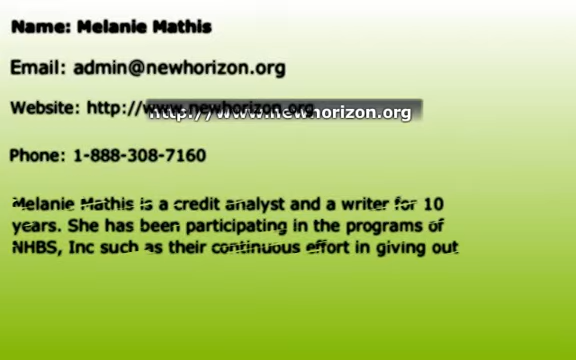 Name: Melanie Mathis
Email: admin@newhorizon.org
Website: http://www.newhorizon.org
http://www.newhorizon.org
Phone: 1-888-308-7160
Melanie Mathis is a credit analyst and a writer for 10
years. She has been participating in the programs of
NHBS, Inc such as their continuous effort in giving out